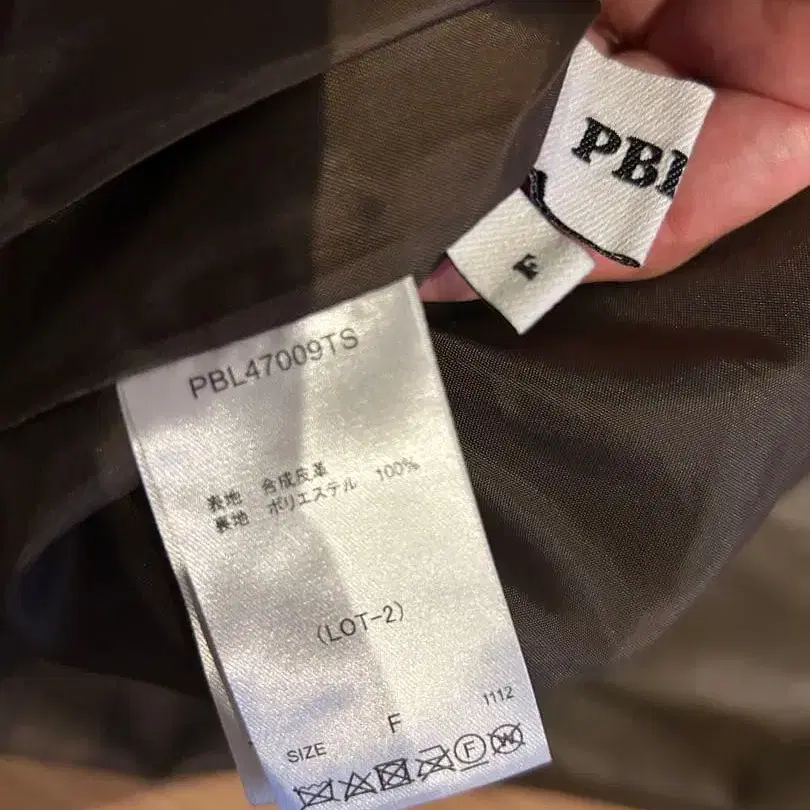 PBL
F
PBL47009TS
表地 合成皮革
裏地 ポリエステル 100%
(LOT-2)
1112
SIZE F
F W